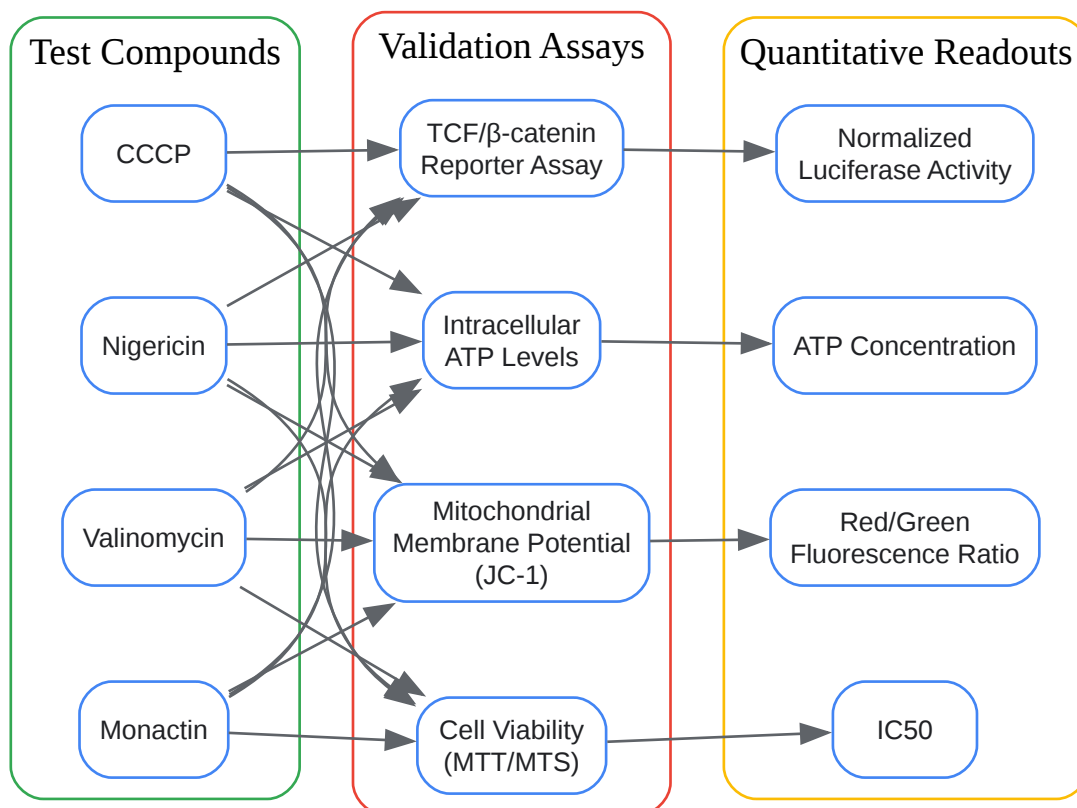 Test Compounds
CCCP
Nigericin
Valinomycin
Monactin
Validation Assays
TCF/β-catenin
Reporter Assay
Intracellular
ATP Levels
Mitochondrial
Membrane Potential
(JC-1)
Cell Viability
(MTT/MTS)
Quantitative Readouts
Normalized
Luciferase Activity
ATP Concentration
Red/Green
Fluorescence Ratio
IC50